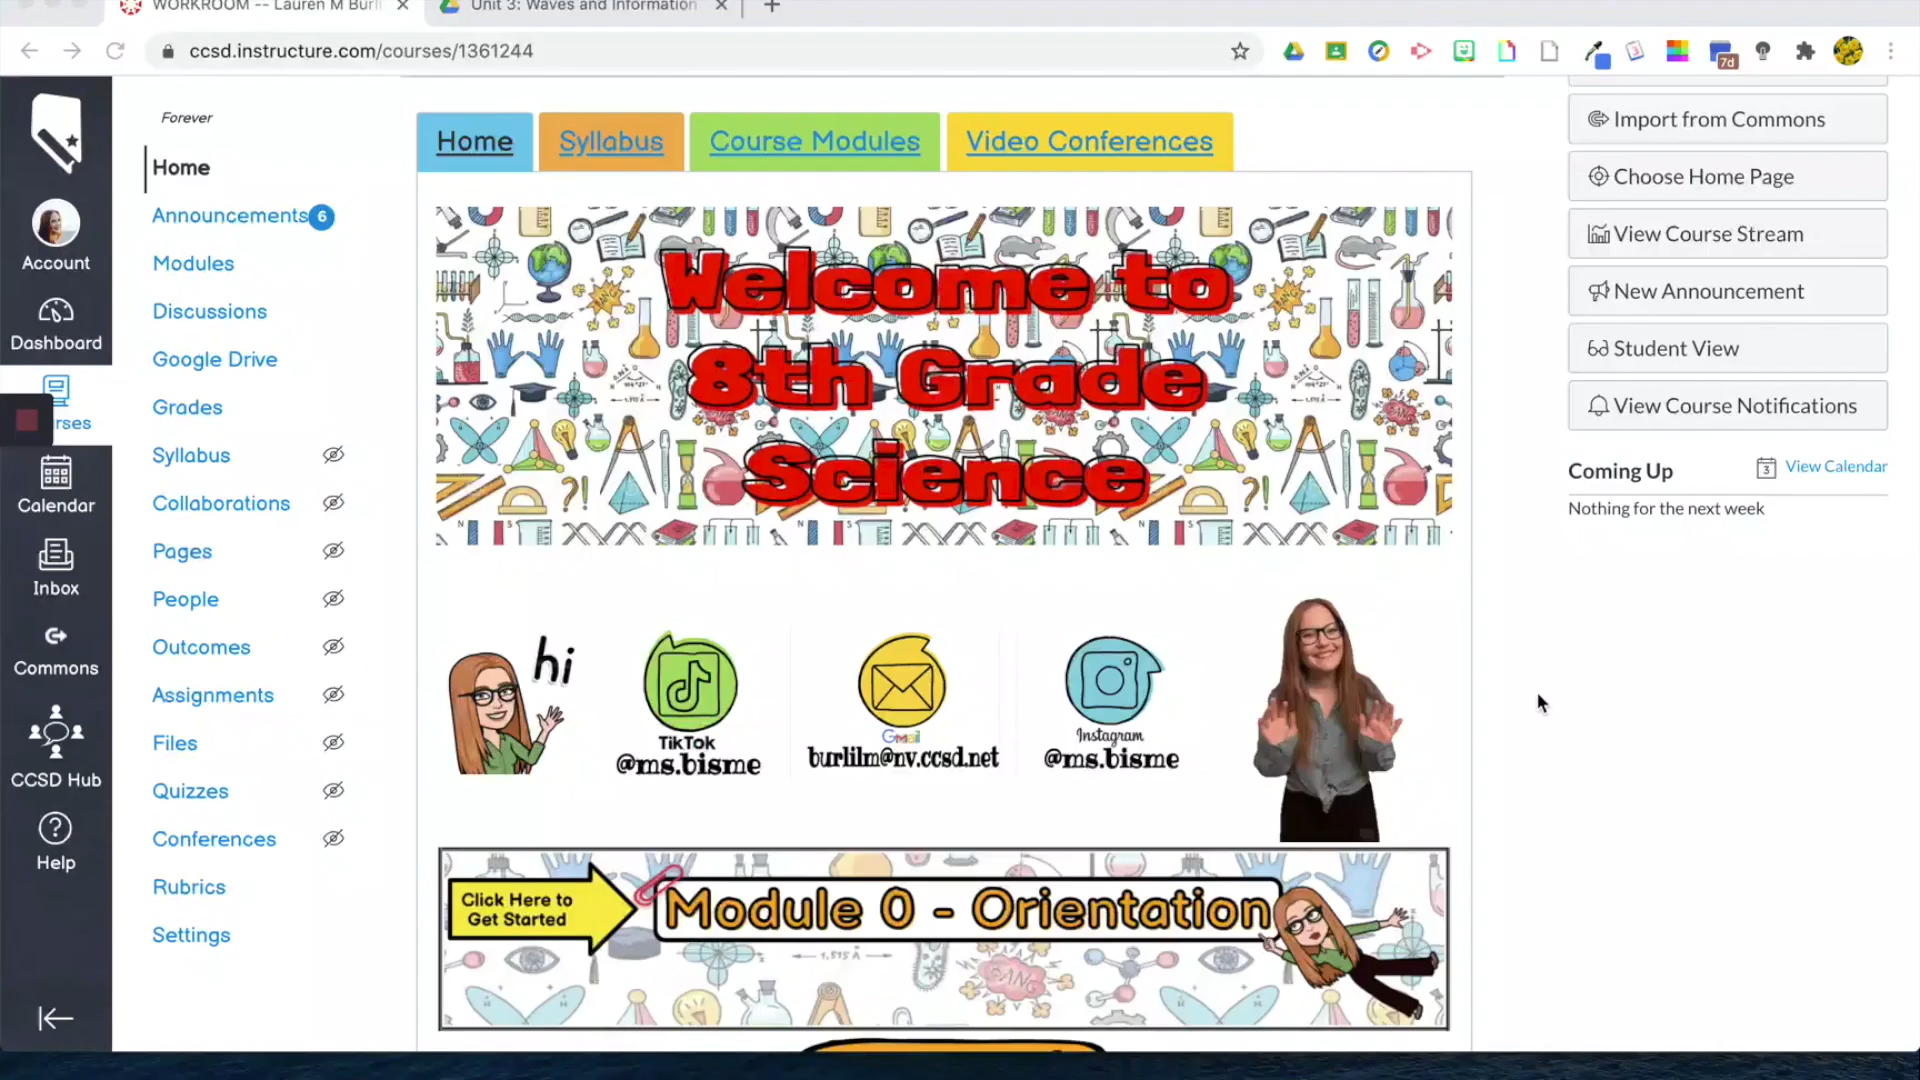 WORKROOM -- Lauren M Burli
Unit 3: Waves and Information
ccsd.instructure.com/courses/1361244
7d
Account
Dashboard
rses
Calendar
Inbox
Commons
CCSD Hub
Help
Forever
Home
Announcements 6
Modules
Discussions
Google Drive
Grades
Syllabus
Collaborations
Pages
People
Outcomes
Assignments
Files
Quizzes
Conferences
Rubrics
Settings
Home
Syllabus
Course Modules
Video Conferences
Welcome to
8th Grade
Science
hi
TikTok
@ms.bisme
Gmail
burlilm@nv.ccsd.net
Instagram
@ms.bisme
Click Here to
Get Started
Module 0 - Orientation
BANG
Import from Commons
Choose Home Page
View Course Stream
New Announcement
Student View
View Course Notifications
Coming Up
3 View Calendar
Nothing for the next week